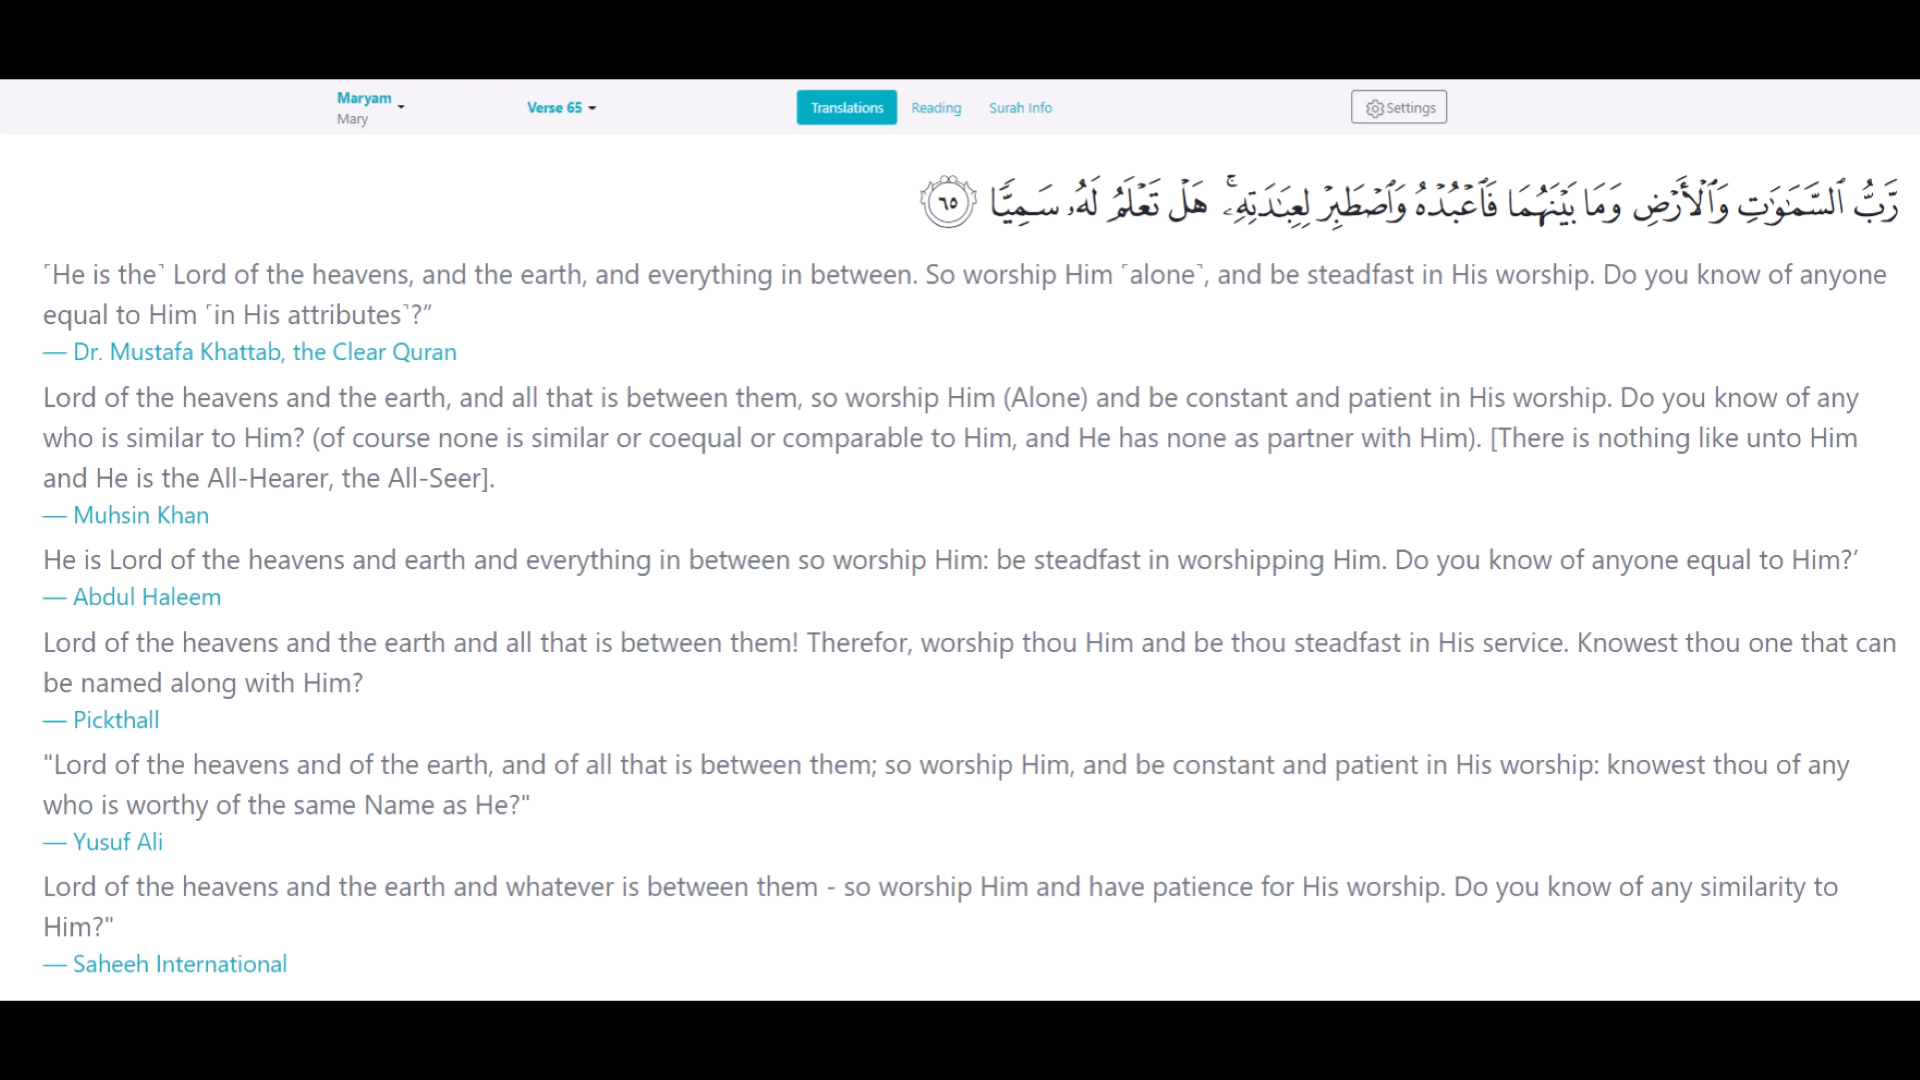 Maryam
Mary
Verse 65
Translations
Reading
Surah Info
Settings
رَّبُّ ٱلسَّمَـٰوَٰتِ وَٱلْأَرْضِ وَمَا بَيْنَهُمَا فَٱعْبُدْهُ وَٱصْطَبِرْ لِعِبَـٰدَتِهِۦ ۚ هَلْ تَعْلَمُ لَهُۥ سَمِيًّا ٦٥
˹He is the˺ Lord of the heavens, and the earth, and everything in between. So worship Him ˹alone˺, and be steadfast in His worship. Do you know of anyone
equal to Him ˹in His attributes˺?”
— Dr. Mustafa Khattab, the Clear Quran
Lord of the heavens and the earth, and all that is between them, so worship Him (Alone) and be constant and patient in His worship. Do you know of any
who is similar to Him? (of course none is similar or coequal or comparable to Him, and He has none as partner with Him). [There is nothing like unto Him
and He is the All-Hearer, the All-Seer].
— Muhsin Khan
He is Lord of the heavens and earth and everything in between so worship Him: be steadfast in worshipping Him. Do you know of anyone equal to Him?’
— Abdul Haleem
Lord of the heavens and the earth and all that is between them! Therefor, worship thou Him and be thou steadfast in His service. Knowest thou one that can
be named along with Him?
— Pickthall
"Lord of the heavens and of the earth, and of all that is between them; so worship Him, and be constant and patient in His worship: knowest thou of any
who is worthy of the same Name as He?"
— Yusuf Ali
Lord of the heavens and the earth and whatever is between them - so worship Him and have patience for His worship. Do you know of any similarity to
Him?"
— Saheeh International